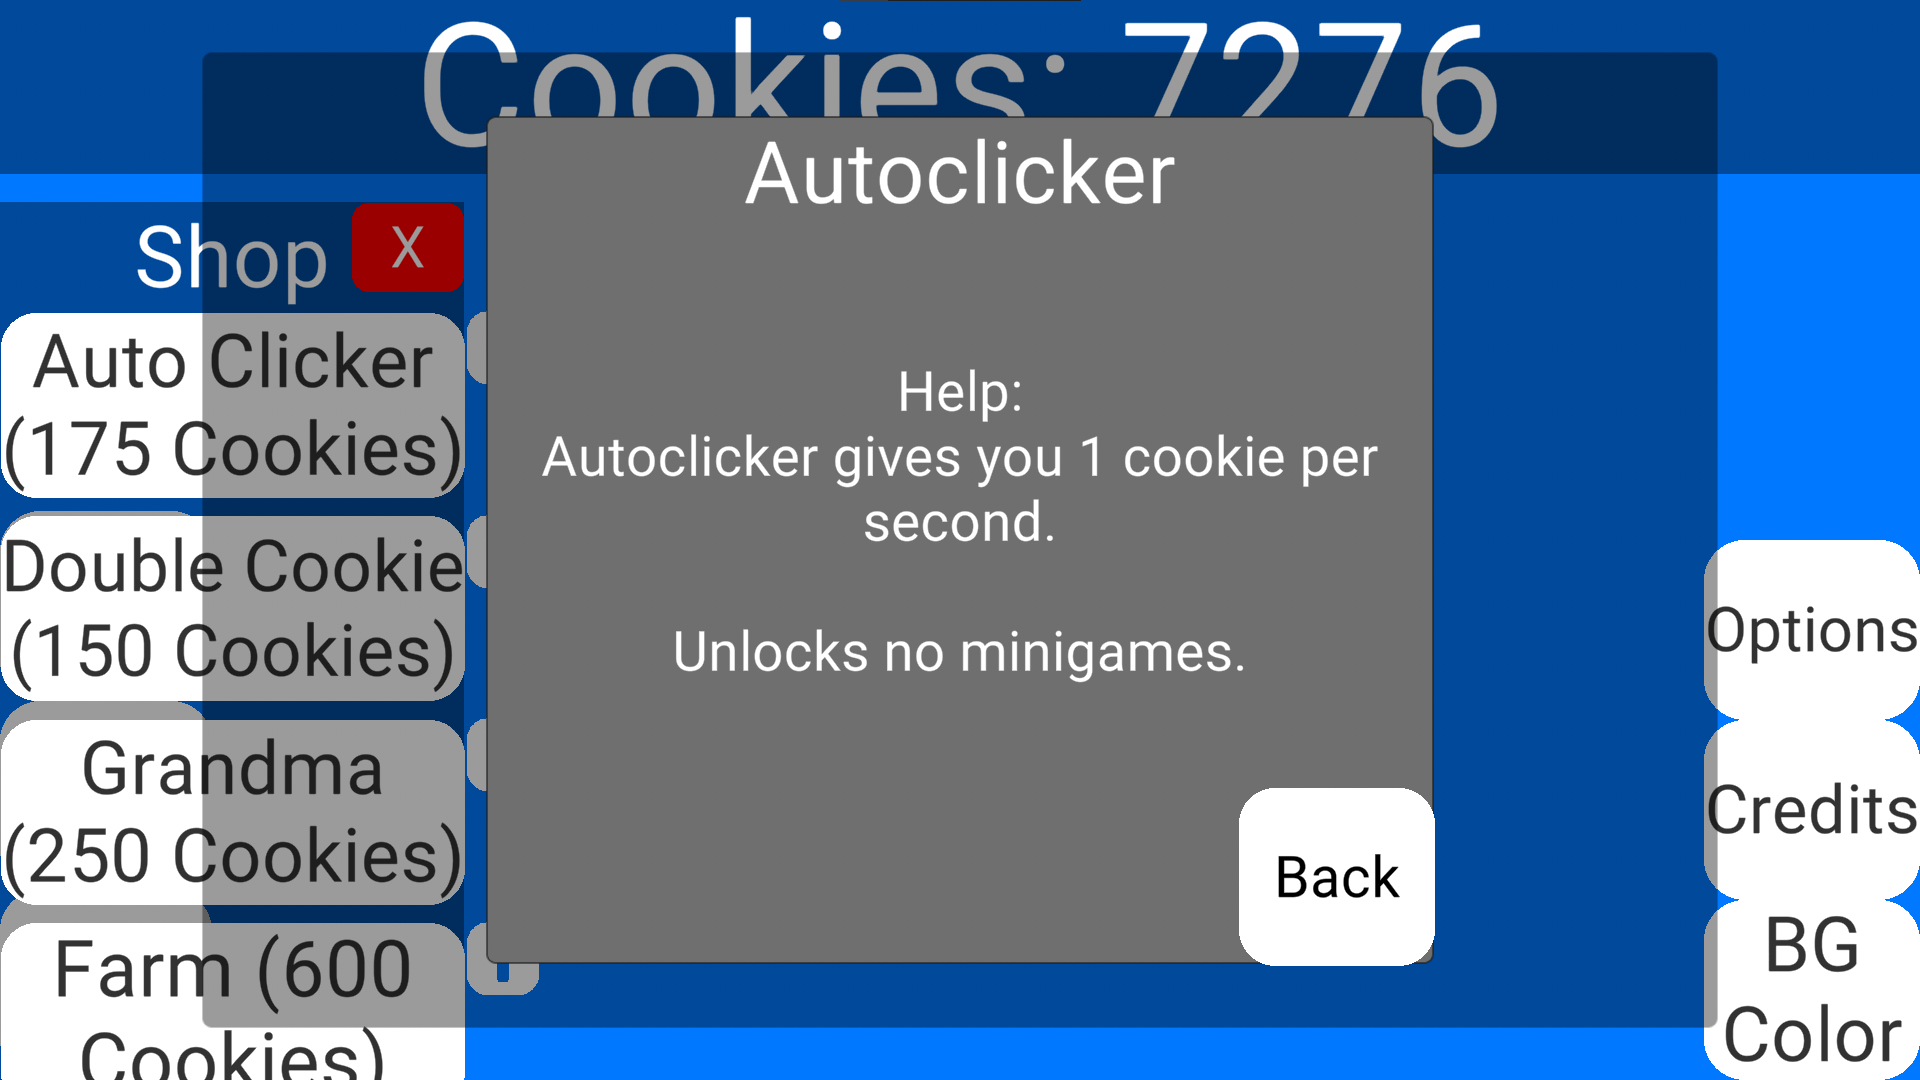 Cookies: 7276
Autoclicker
Shop
X
Auto Clicker
(175 Cookies)
Double Cookie
(150 Cookies)
Grandma
(250 Cookies)
Farm (600
Cookies)
Help:
Autoclicker gives you 1 cookie per
second.
Unlocks no minigames.
Back
Options
Credits
BG
Color